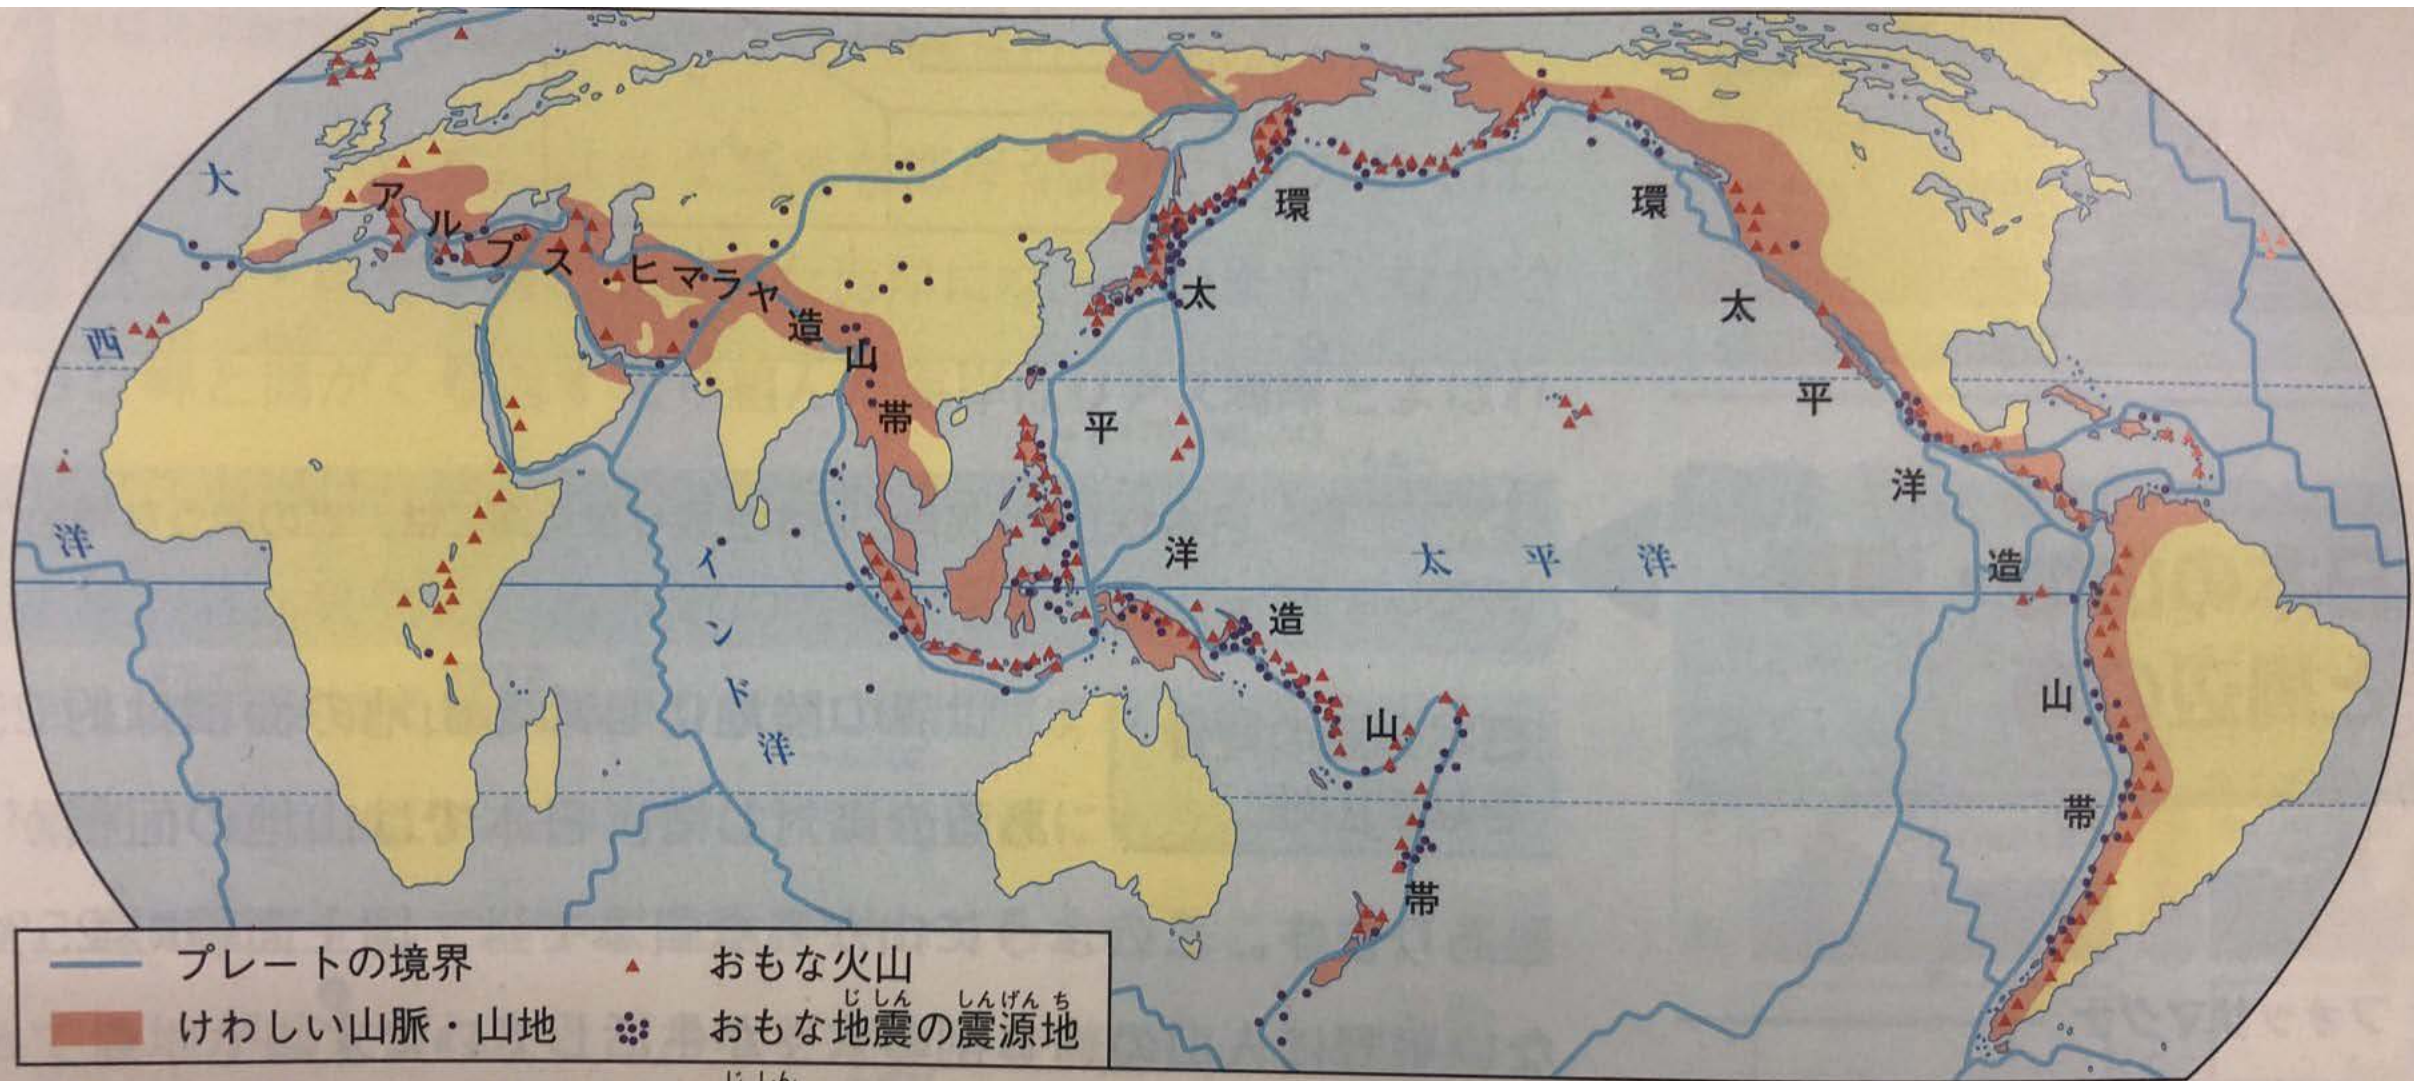 アルプス ヒマラヤ造山帯
環太平洋造山帯
環太平洋造山帯
大西洋
インド洋
太平洋
プレートの境界
おもな火山
けわしい山脈・山地
おもな地震の震源地
じしん
しんげんち
じしん